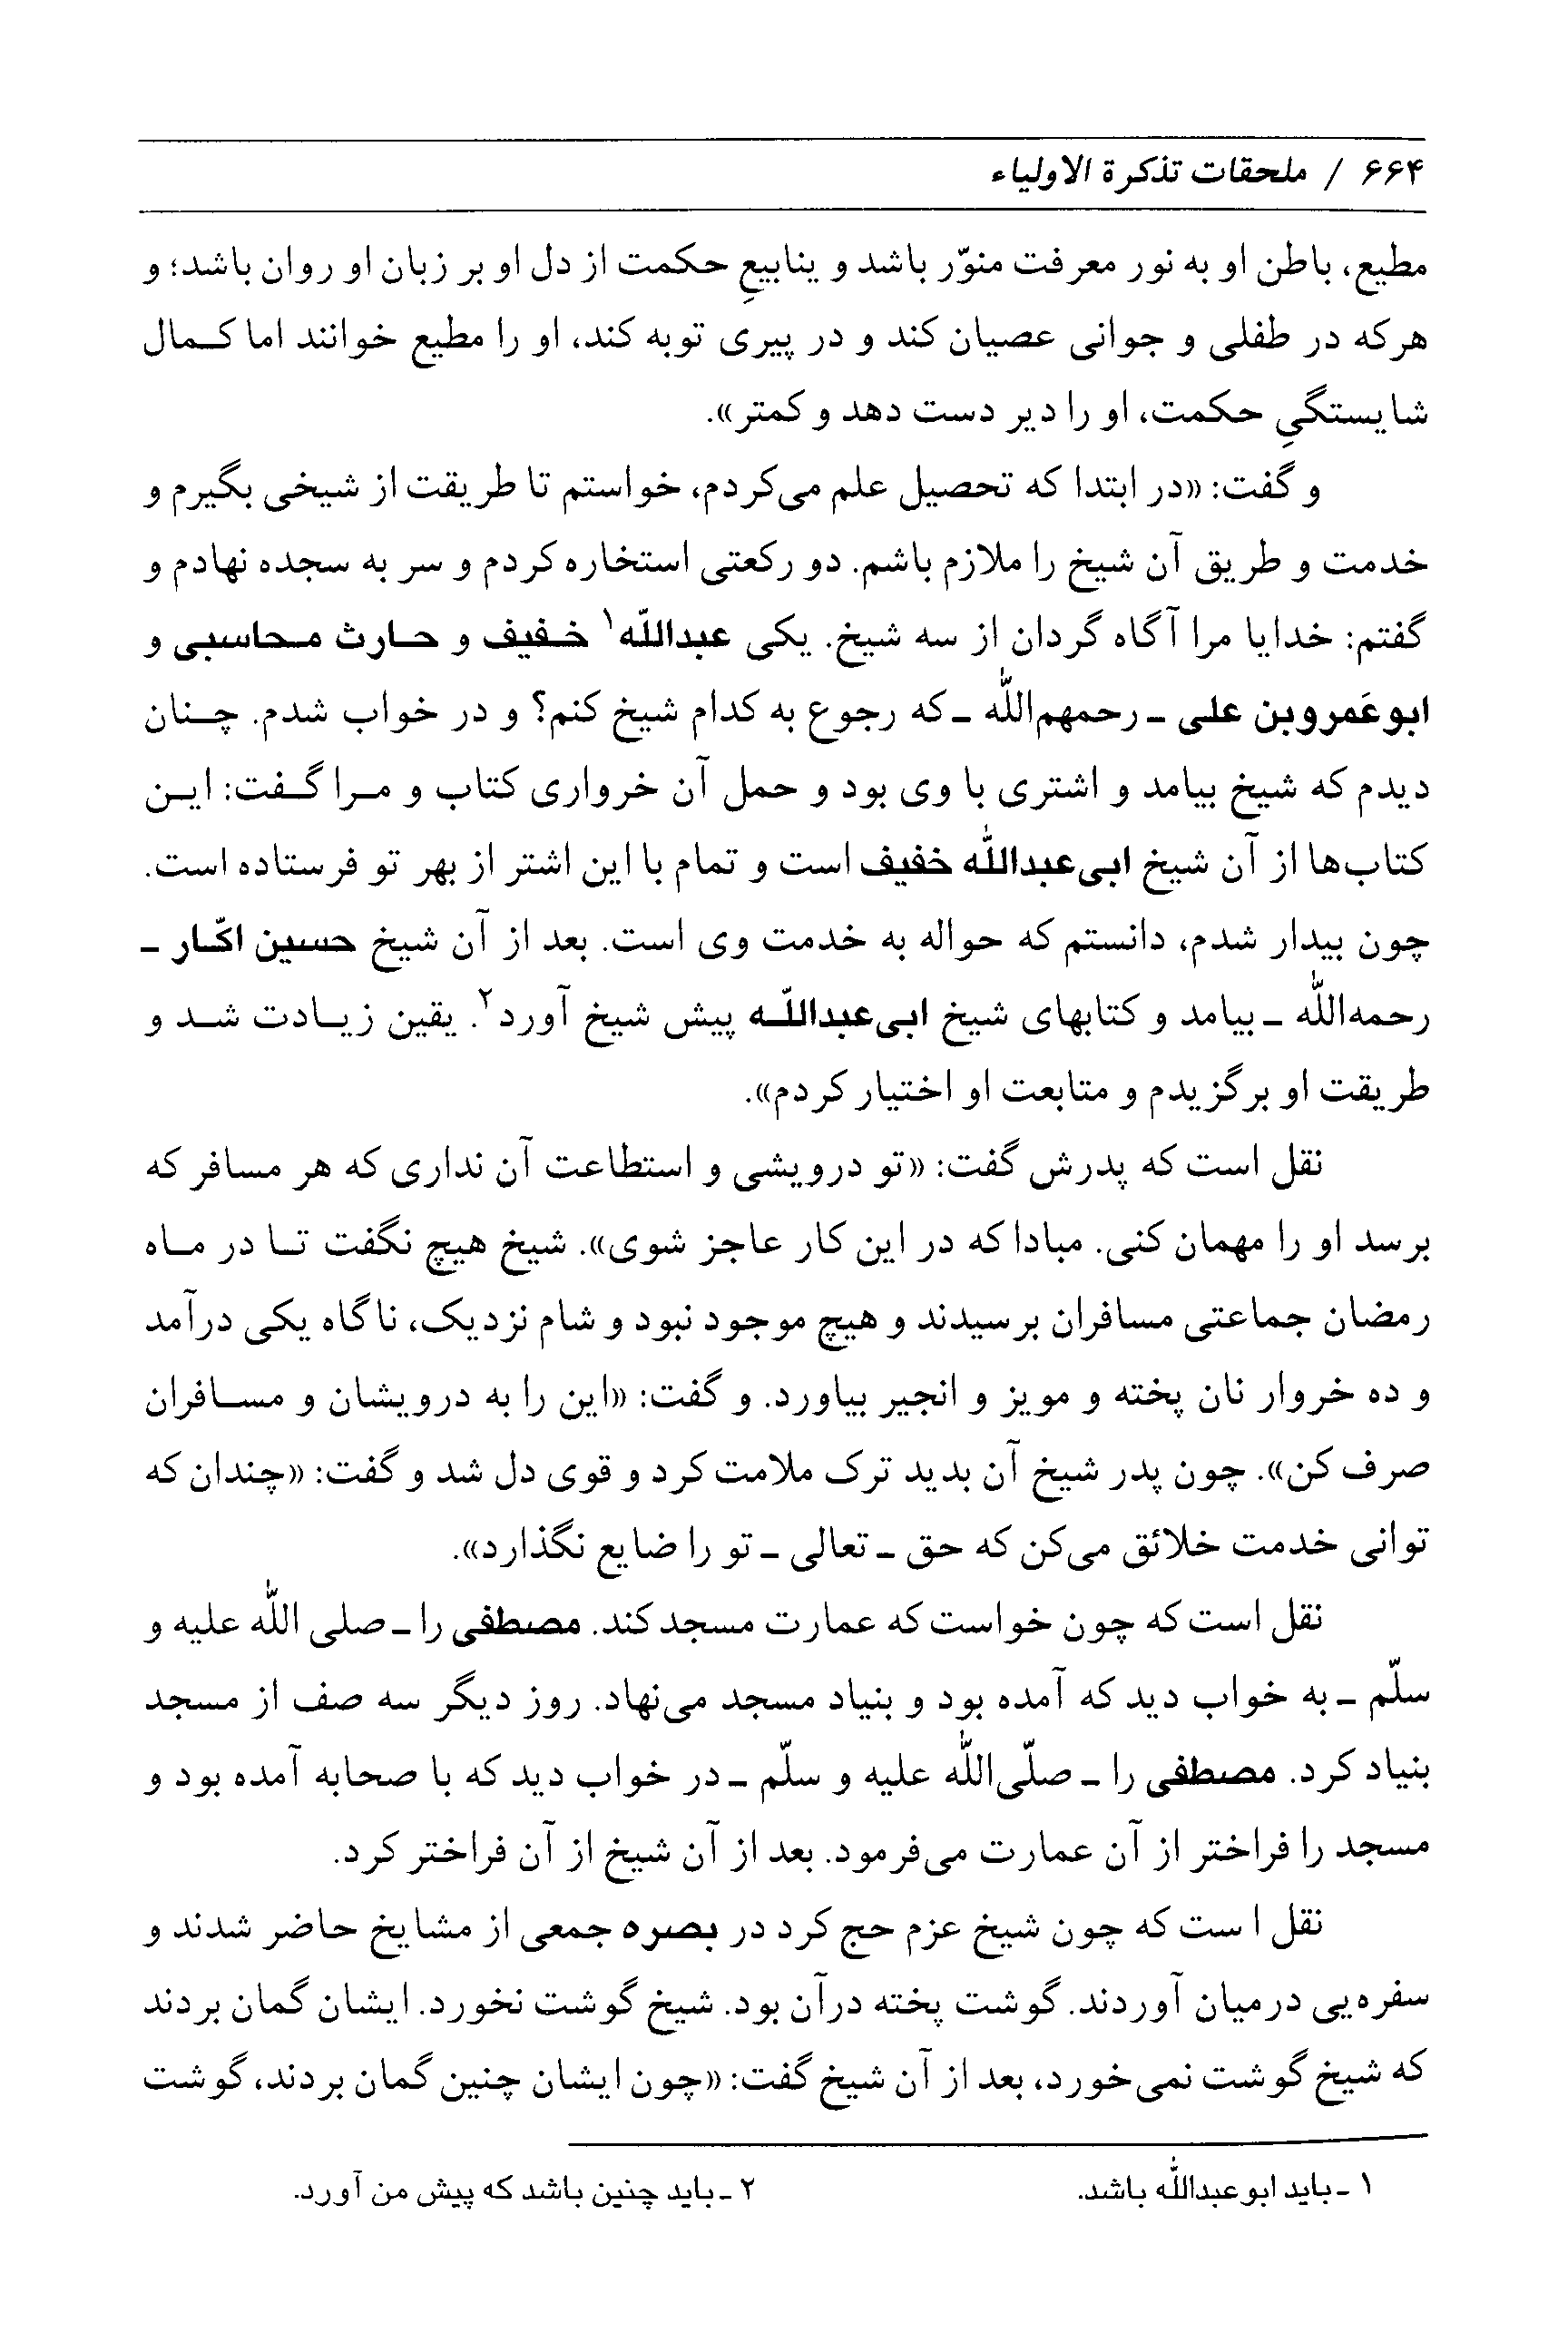 ۶۶۴ / ملحقات تذکرة الاولیاء
مطیع، باطن او به نور معرفت منوّر باشد و ینابیعِ حکمت از دل او بر زبان او روان باشد؛ و
هرکه در طفلی و جوانی عصیان کند و در پیری توبه کند، او را مطیع خوانند اما کمال
شایستگیِ حکمت، او را دیر دست دهد و کمتر».
و گفت: «در ابتدا که تحصیل علم می‌کردم، خواستم تا طریقت از شیخی بگیرم و
خدمت و طریق آن شیخ را ملازم باشم. دو رکعتی استخاره کردم و سر به سجده نهادم و
گفتم: خدایا مرا آگاه گردان از سه شیخ. یکی عبداللّه۱ خفیف و حارث محاسبی و
ابوعَمروبن علی ـ رحمهم‌اللّه ـ که رجوع به کدام شیخ کنم؟ و در خواب شدم. چنان
دیدم که شیخ بیامد و اشتری با وی بود و حمل آن خرواری کتاب و مرا گفت: این
کتاب‌ها از آن شیخ ابی‌عبداللّه خفیف است و تمام با این اشتر از بهر تو فرستاده است.
چون بیدار شدم، دانستم که حواله به خدمت وی است. بعد از آن شیخ حسین اکّار ـ
رحمه‌اللّه ـ بیامد و کتابهای شیخ ابی‌عبداللّه پیش شیخ آورد۲. یقین زیادت شد و
طریقت او برگزیدم و متابعت او اختیار کردم».
نقل است که پدرش گفت: «تو درویشی و استطاعت آن نداری که هر مسافر که
برسد او را مهمان کنی. مبادا که در این کار عاجز شوی». شیخ هیچ نگفت تا در ماه
رمضان جماعتی مسافران برسیدند و هیچ موجود نبود و شام نزدیک، ناگاه یکی درآمد
و ده خروار نان پخته و مویز و انجیر بیاورد. و گفت: «این را به درویشان و مسافران
صرف کن». چون پدر شیخ آن بدید ترک ملامت کرد و قوی دل شد و گفت: «چندان که
توانی خدمت خلائق می‌کن که حق ـ تعالی ـ تو را ضایع نگذارد».
نقل است که چون خواست که عمارت مسجد کند. مصطفی را ـ صلی اللّه علیه و
سلّم ـ به خواب دید که آمده بود و بنیاد مسجد می‌نهاد. روز دیگر سه صف از مسجد
بنیاد کرد. مصطفی را ـ صلّی‌اللّه علیه و سلّم ـ در خواب دید که با صحابه آمده بود و
مسجد را فراختر از آن عمارت می‌فرمود. بعد از آن شیخ از آن فراختر کرد.
نقل ا ست که چون شیخ عزم حج کرد در بصره جمعی از مشایخ حاضر شدند و
سفره‌یی درمیان آوردند. گوشت پخته درآن بود. شیخ گوشت نخورد. ایشان گمان بردند
که شیخ گوشت نمی‌خورد، بعد از آن شیخ گفت: «چون ایشان چنین گمان بردند، گوشت
۱ ـ باید ابوعبداللّه باشد.
۲ ـ باید چنین باشد که پیش من آورد.